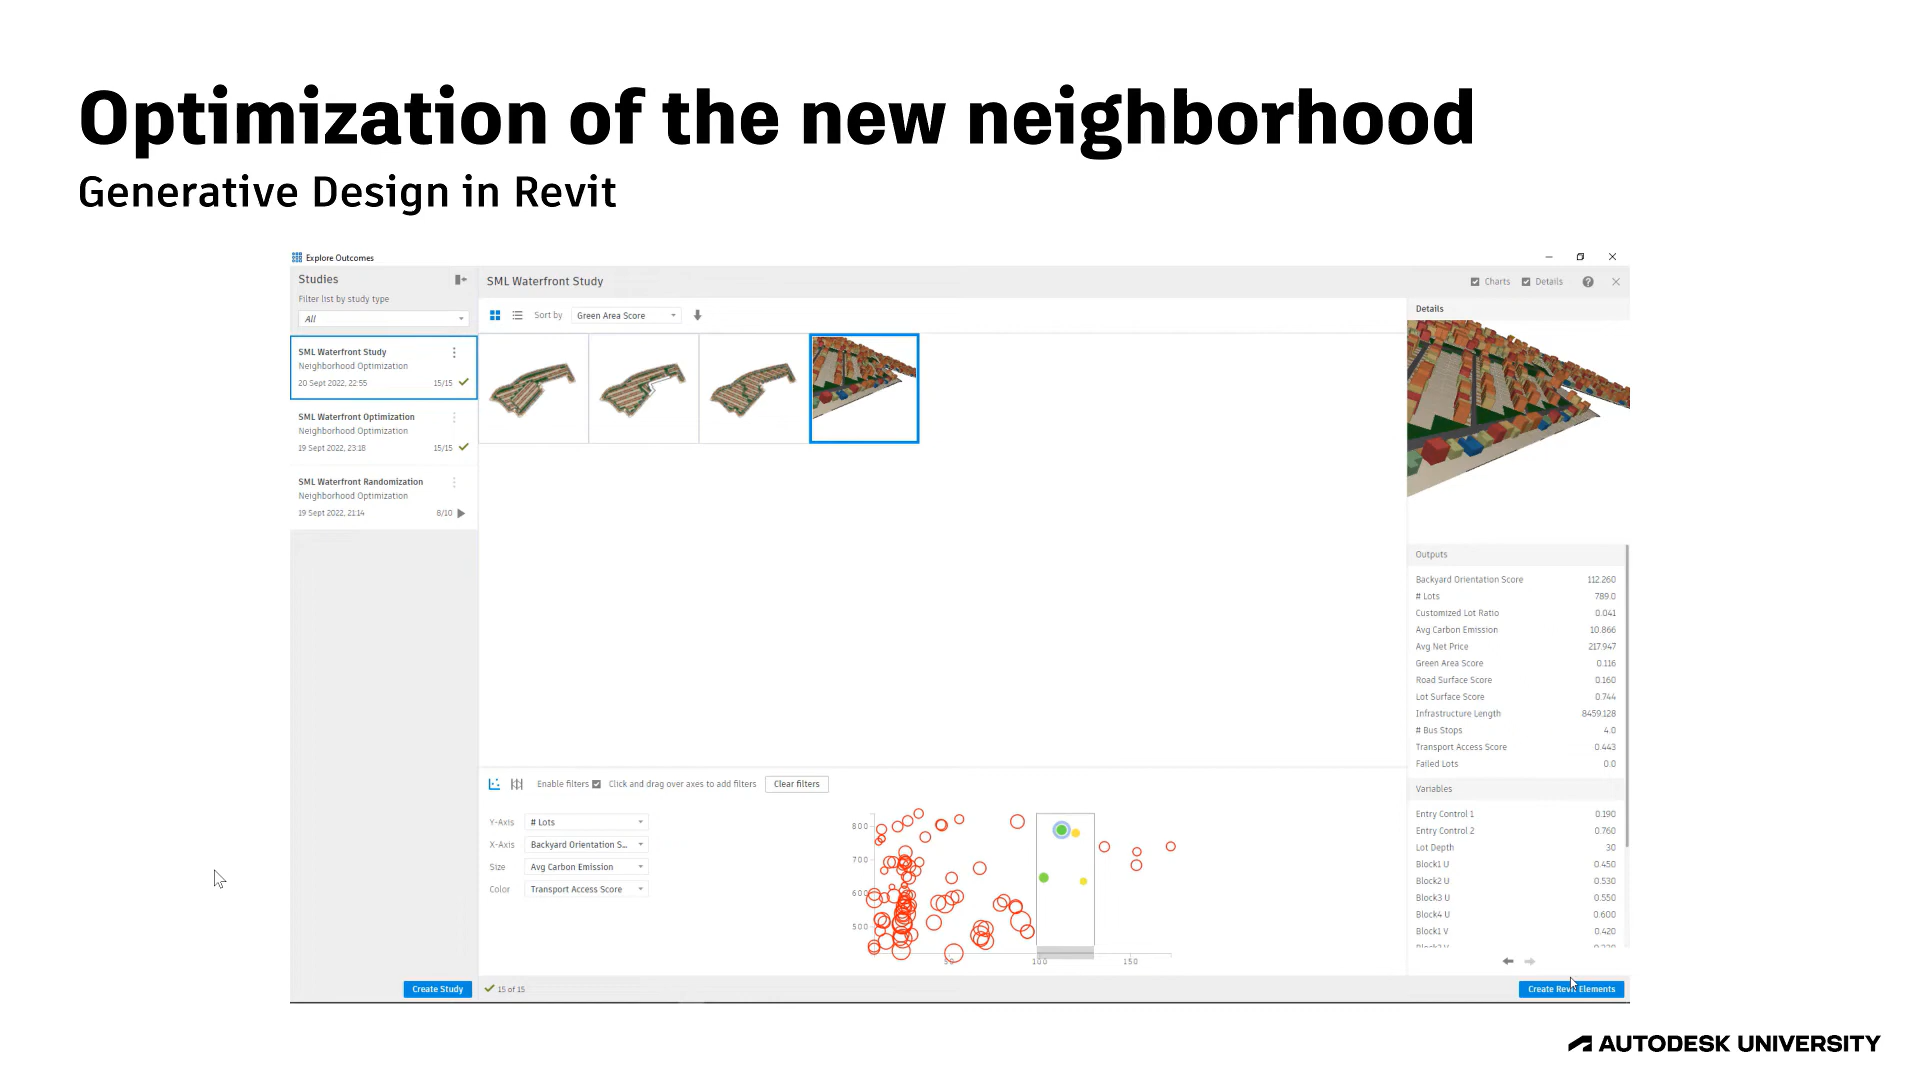 Optimization of the new neighborhood
Generative Design in Revit
Explore Outcomes
Studies
Filter list by study type
All
SML Waterfront Study
Neighborhood Optimization
20 Sept 2022, 22:55 15/15
SML Waterfront Optimization
Neighborhood Optimization
19 Sept 2022, 23:18 15/15
SML Waterfront Randomization
Neighborhood Optimization
19 Sept 2022, 21:14 8/10
Create Study
SML Waterfront Study
Charts Details
Sort by Green Area Score
Enable filters Click and drag over axes to add filters Clear filters
Y-Axis # Lots
X-Axis Backyard Orientation S...
Size Avg Carbon Emission
Color Transport Access Score
800
700
600
500
50 100 150
15 of 15
Details
Outputs
Backyard Orientation Score 112.260
# Lots 789.0
Customized Lot Ratio 0.041
Avg Carbon Emission 10.866
Avg Net Price 217.947
Green Area Score 0.116
Road Surface Score 0.160
Lot Surface Score 0.744
Infrastructure Length 8459.128
# Bus Stops 4.0
Transport Access Score 0.443
Failed Lots 0.0
Variables
Entry Control 1 0.190
Entry Control 2 0.760
Lot Depth 30
Block1 U 0.450
Block2 U 0.530
Block3 U 0.550
Block4 U 0.600
Block1 V 0.420
Create Revit Elements
AUTODESK UNIVERSITY